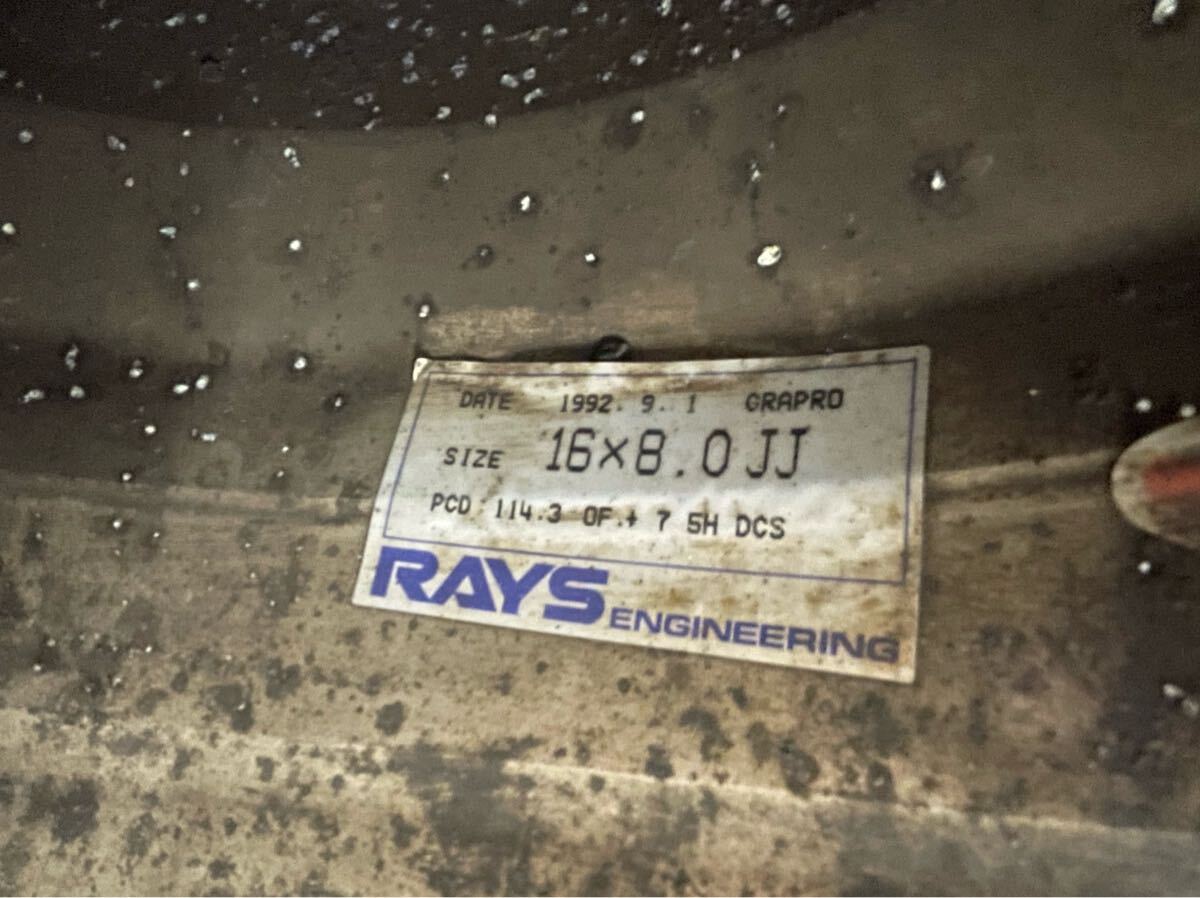 DATE 1992. 9. 1 GRAPRO
SIZE 16×8.0JJ
PCD 114.3 OF.+ 7 5H DCS
RAYS ENGINEERING